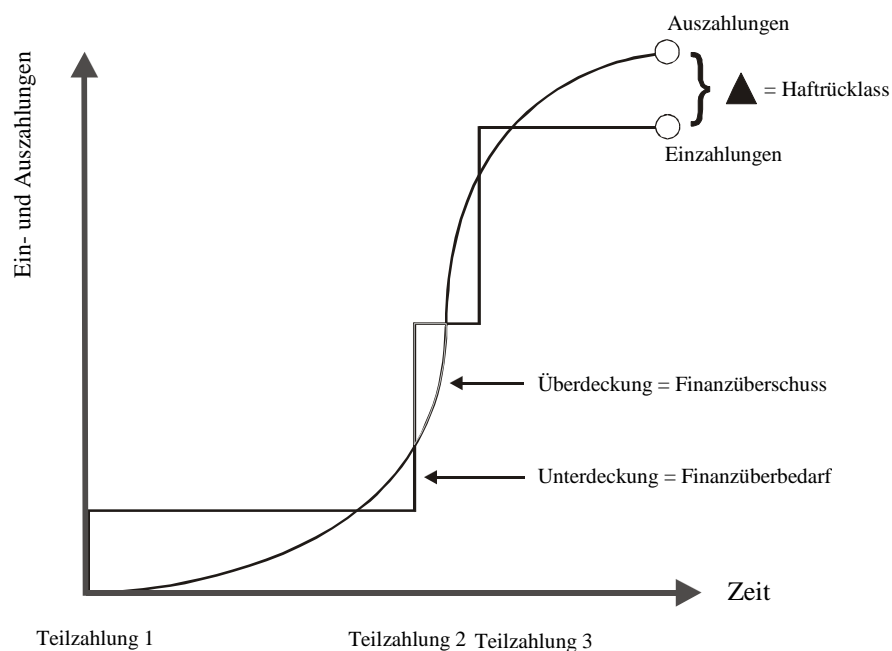 Auszahlungen
Ein- und Auszahlungen
= Haftrücklass
Einzahlungen
Überdeckung = Finanzüberschuss
Unterdeckung = Finanzüberbedarf
Zeit
Teilzahlung 1
Teilzahlung 2
Teilzahlung 3